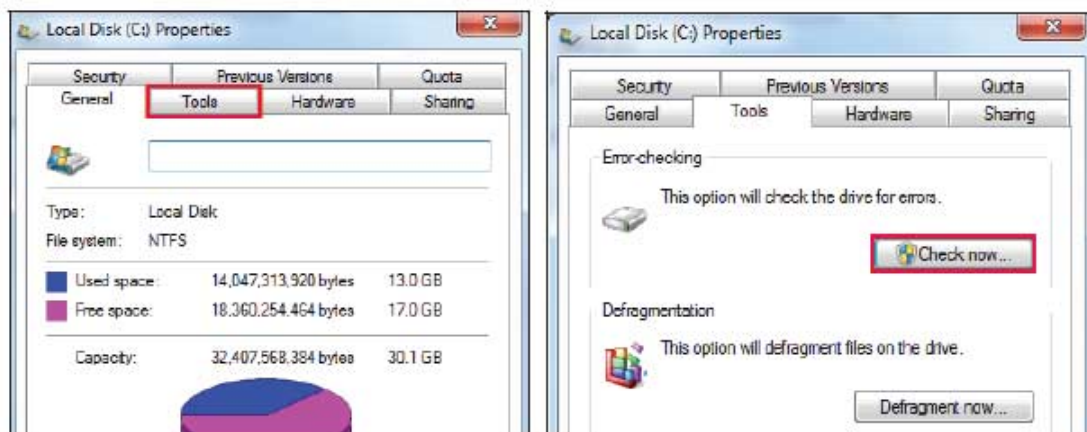 Local Disk (C:) Properties
Security Previous Versions Quota
General Tools Hardware Sharing
Type: Local Disk
File system: NTFS
Used space: 14,047,313,920 bytes 13.0 GB
Free space: 18,360,254,464 bytes 17.0 GB
Capacity: 32,407,568,384 bytes 30.1 GB
Local Disk (C:) Properties
Security Previous Versions Quota
General Tools Hardware Sharing
Error-checking
This option will check the drive for errors.
Check now...
Defragmentation
This option will defragment files on the drive.
Defragment now...